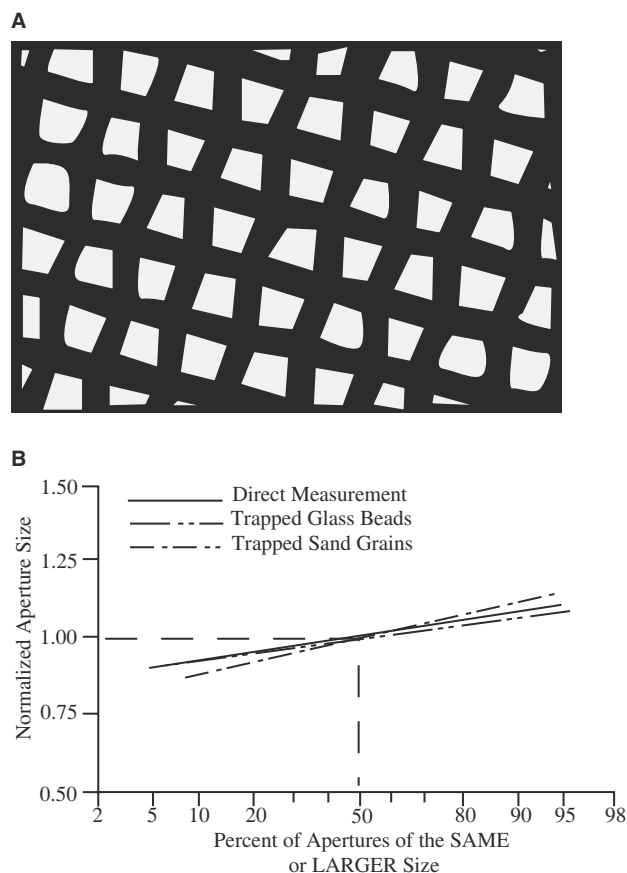 A
B
1.50
1.25
1.00
0.75
0.50
Normalized Aperture Size
Direct Measurement
Trapped Glass Beads
Trapped Sand Grains
2 5 10 20 50 80 90 95 98
Percent of Apertures of the SAME
or LARGER Size